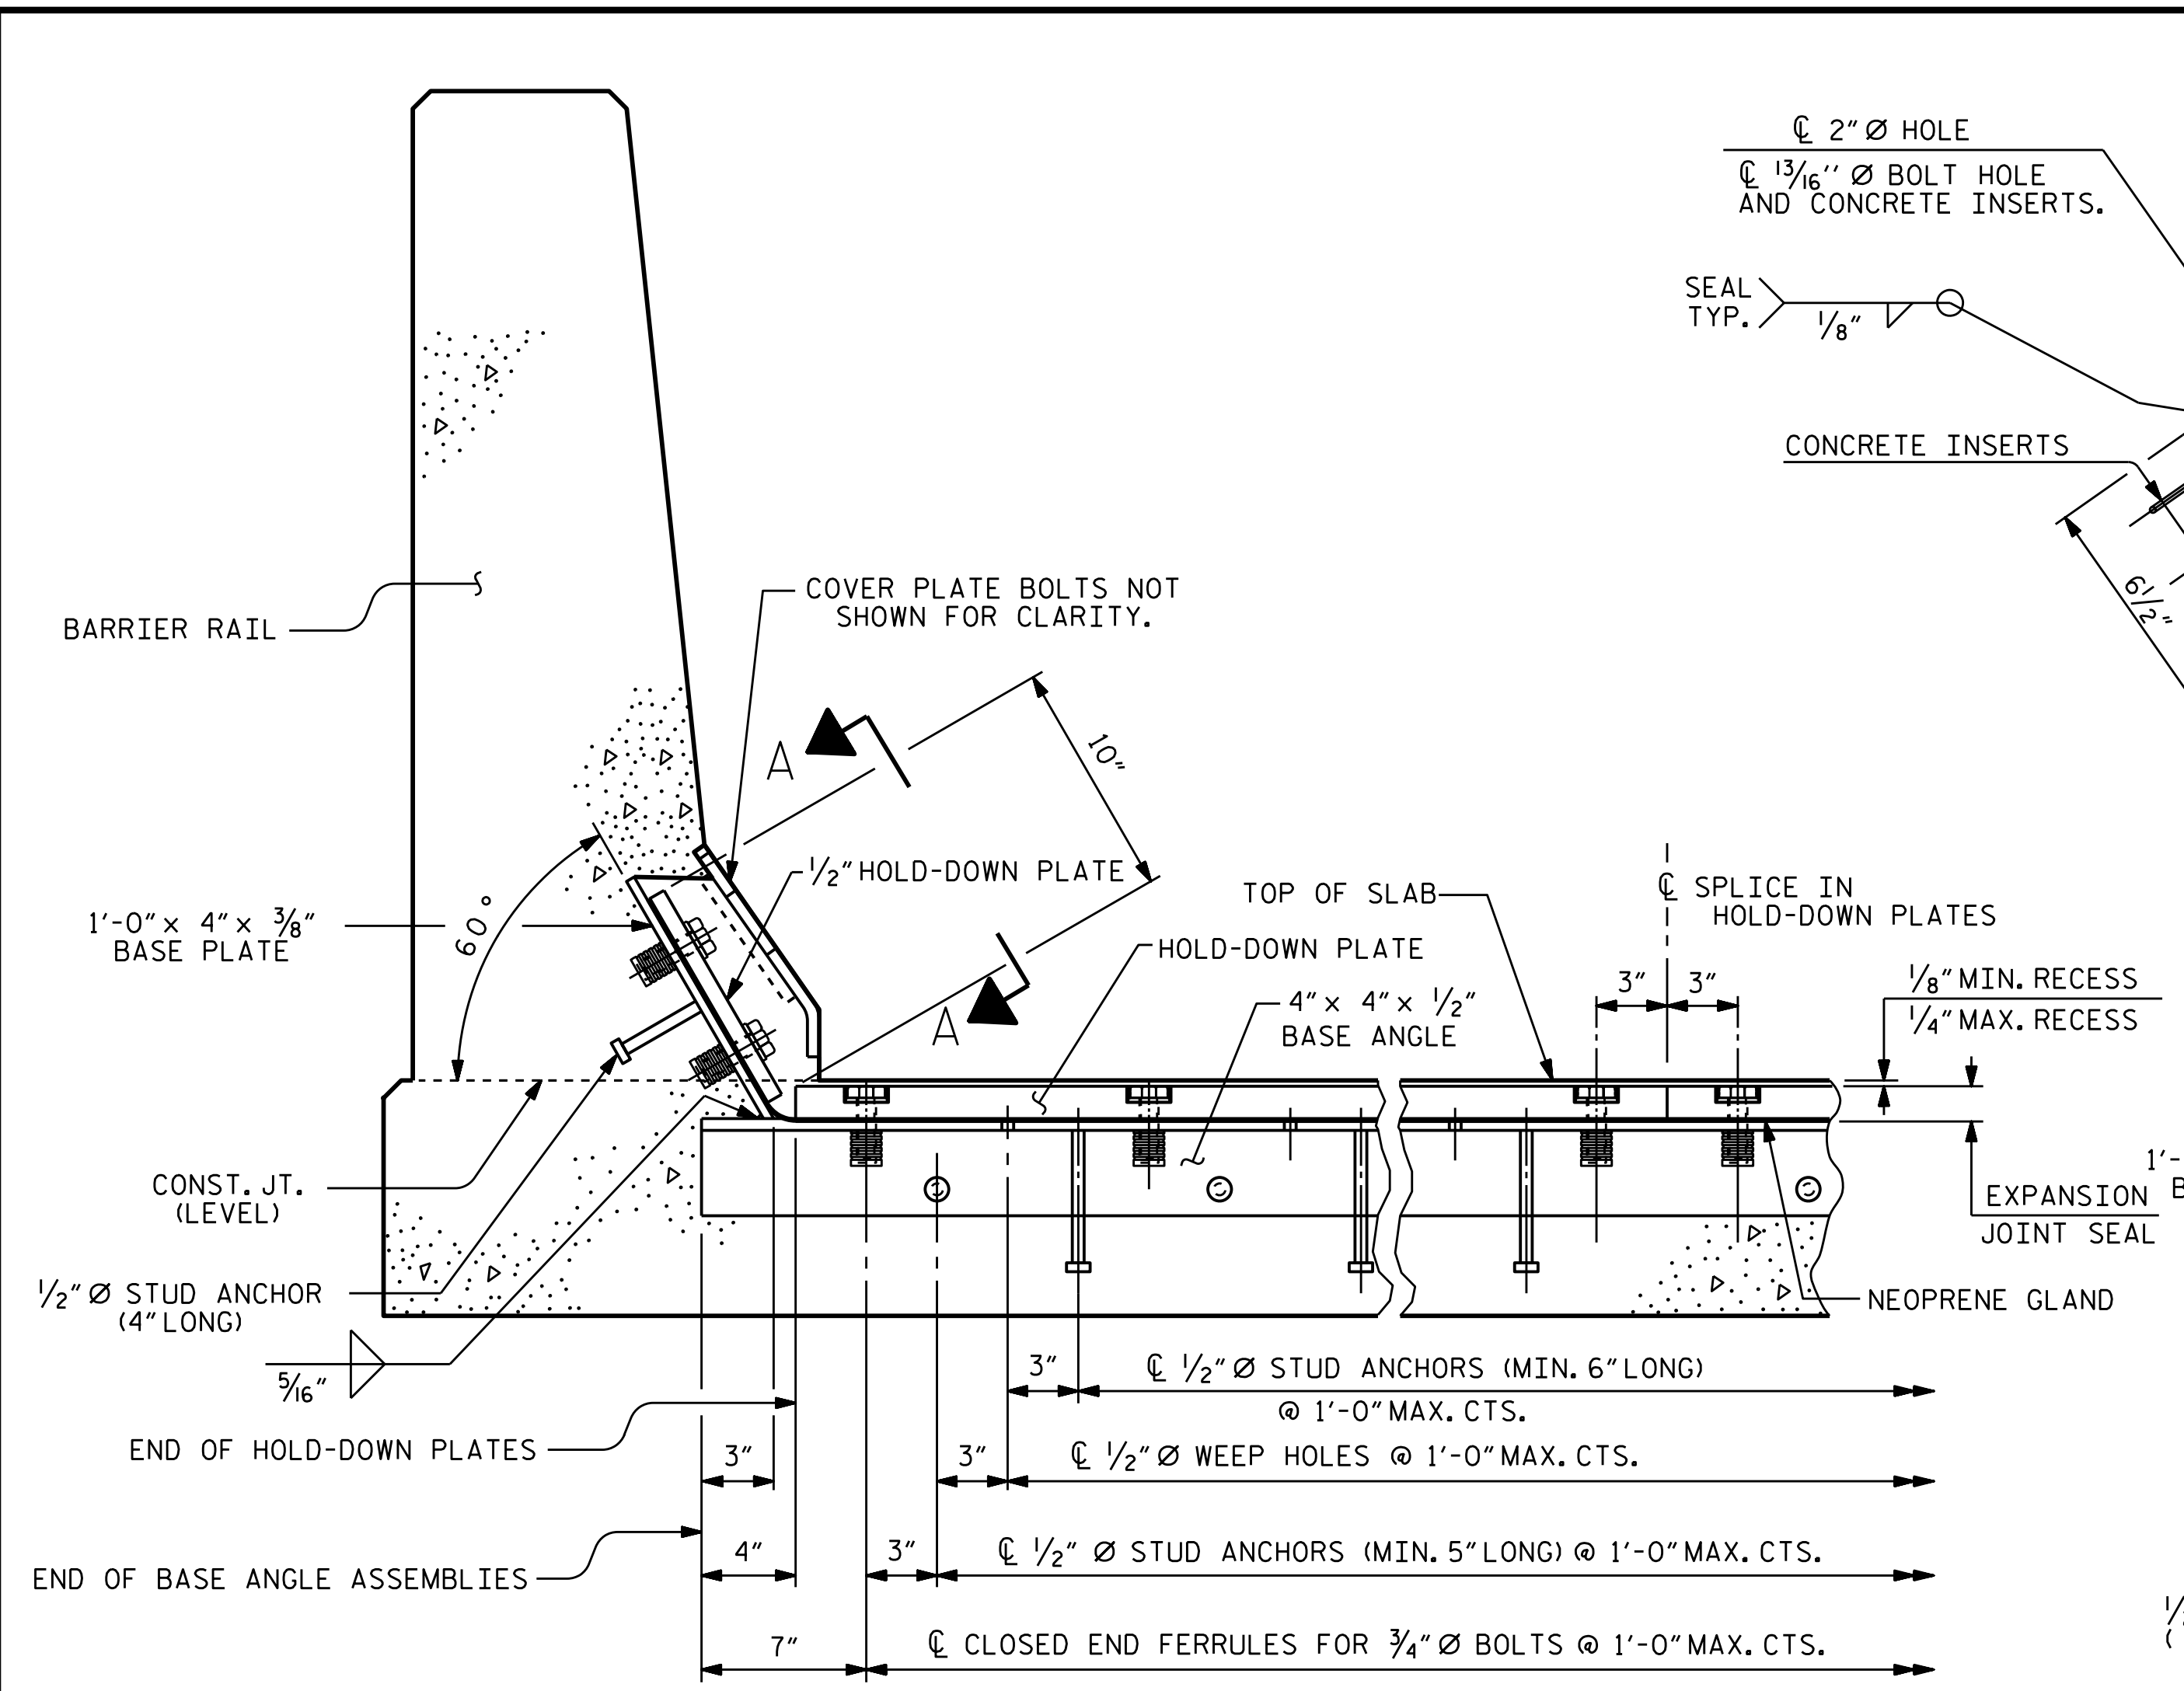 ℄ 2"Ø HOLE
℄ 13/16'' Ø BOLT HOLE
AND CONCRETE INSERTS.
SEAL
TYP.
1/8"
CONCRETE INSERTS
6 1/2"
COVER PLATE BOLTS NOT
SHOWN FOR CLARITY.
BARRIER RAIL
A
10"
1/2" HOLD-DOWN PLATE
TOP OF SLAB
℄ SPLICE IN
HOLD-DOWN PLATES
1'-0" x 4" x 3/8"
BASE PLATE
60°
HOLD-DOWN PLATE
3"
3"
1/8" MIN. RECESS
1/4" MAX. RECESS
A
4" x 4" x 1/2"
BASE ANGLE
CONST. JT.
(LEVEL)
1'-
EXPANSION
JOINT SEAL
1/2" Ø STUD ANCHOR
(4" LONG)
NEOPRENE GLAND
5/16"
3"
℄ 1/2" Ø STUD ANCHORS (MIN. 6" LONG)
@ 1'-0" MAX. CTS.
END OF HOLD-DOWN PLATES
3"
3"
℄ 1/2" Ø WEEP HOLES @ 1'-0" MAX. CTS.
END OF BASE ANGLE ASSEMBLIES
4"
3"
℄ 1/2" Ø STUD ANCHORS (MIN. 5" LONG) @ 1'-0" MAX. CTS.
7"
℄ CLOSED END FERRULES FOR 3/4" Ø BOLTS @ 1'-0" MAX. CTS.